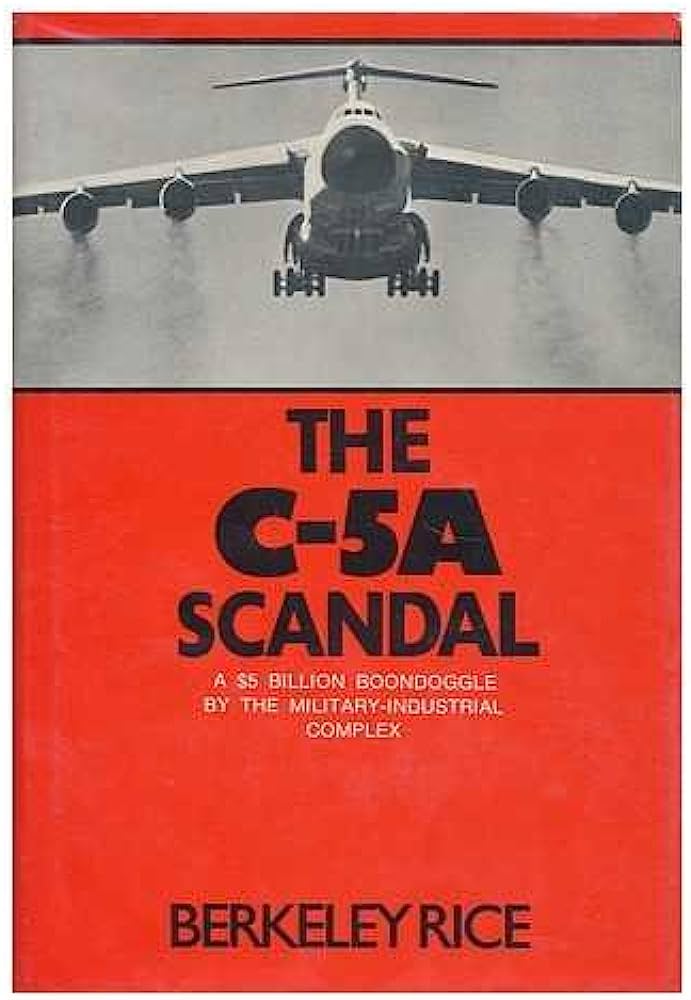 THE
C-5A
SCANDAL
A $5 BILLION BOONDOGGLE
BY THE MILITARY-INDUSTRIAL
COMPLEX
BERKELEY RICE